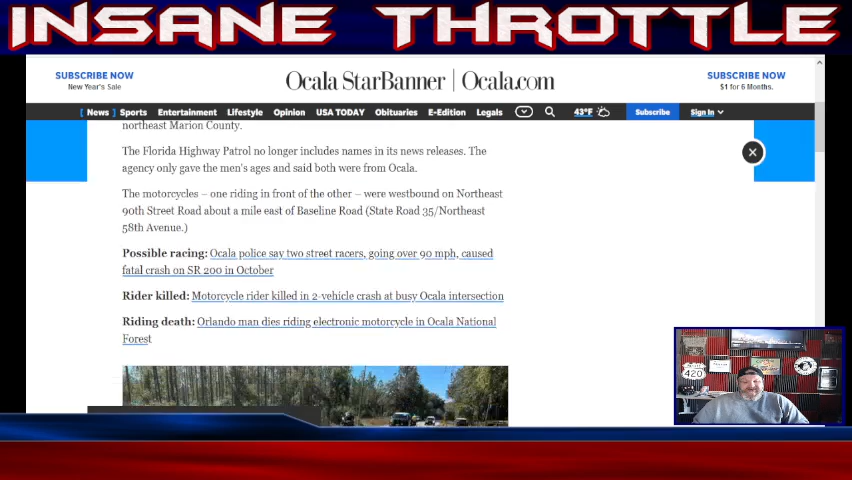 INSANE THROTTLE
SUBSCRIBE NOW
New Year's Sale
Ocala StarBanner | Ocala.com
SUBSCRIBE NOW
$1 for 6 Months.
[ News ] Sports Entertainment Lifestyle Opinion USA TODAY Obituaries E-Edition Legals 43°F Subscribe Sign In
northeast Marion County.
The Florida Highway Patrol no longer includes names in its news releases. The
agency only gave the men's ages and said both were from Ocala.
The motorcycles – one riding in front of the other – were westbound on Northeast
90th Street Road about a mile east of Baseline Road (State Road 35/Northeast
58th Avenue.)
Possible racing: Ocala police say two street racers, going over 90 mph, caused
fatal crash on SR 200 in October
Rider killed: Motorcycle rider killed in 2-vehicle crash at busy Ocala intersection
Riding death: Orlando man dies riding electronic motorcycle in Ocala National
Forest
420